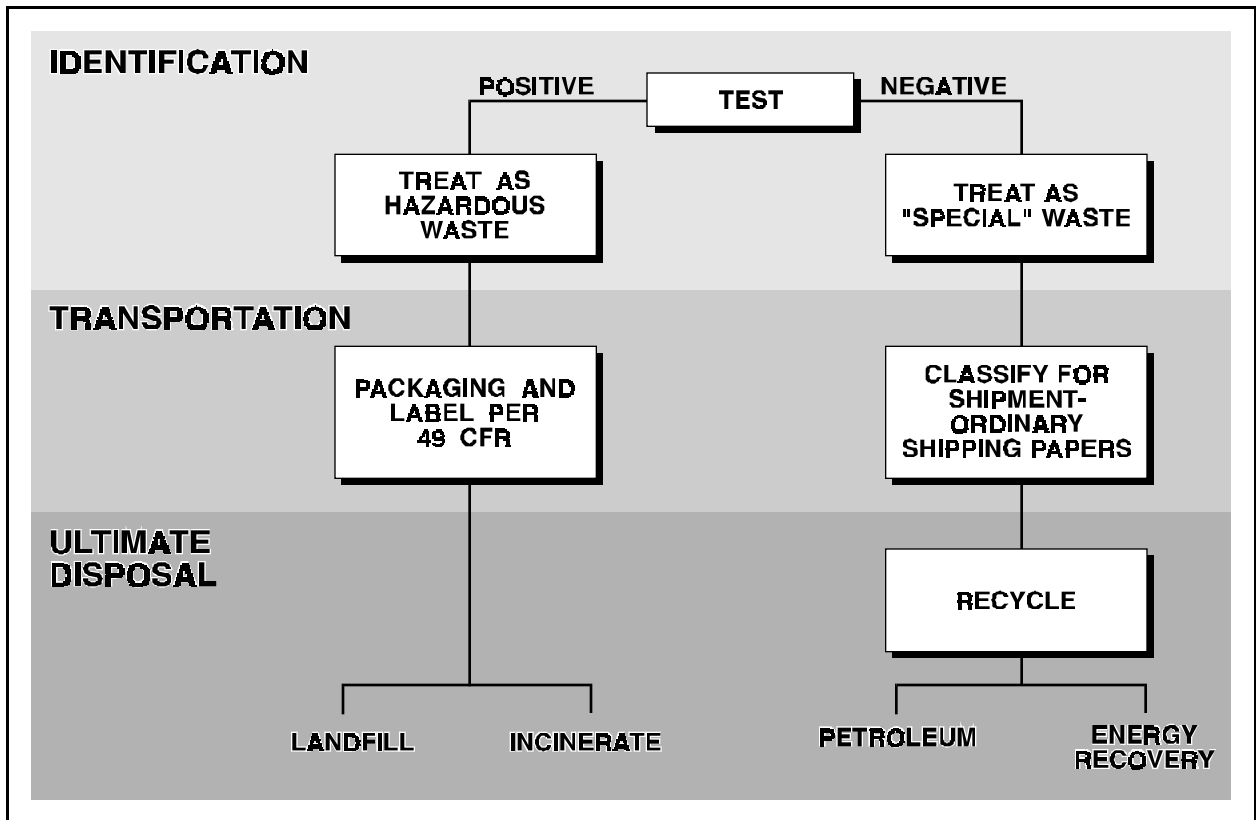 IDENTIFICATION
POSITIVE
TEST
NEGATIVE
TREAT AS
HAZARDOUS
WASTE
TREAT AS
"SPECIAL" WASTE
TRANSPORTATION
PACKAGING AND
LABEL PER
49 CFR
CLASSIFY FOR
SHIPMENT-
ORDINARY
SHIPPING PAPERS
ULTIMATE
DISPOSAL
RECYCLE
LANDFILL
INCINERATE
PETROLEUM
ENERGY
RECOVERY